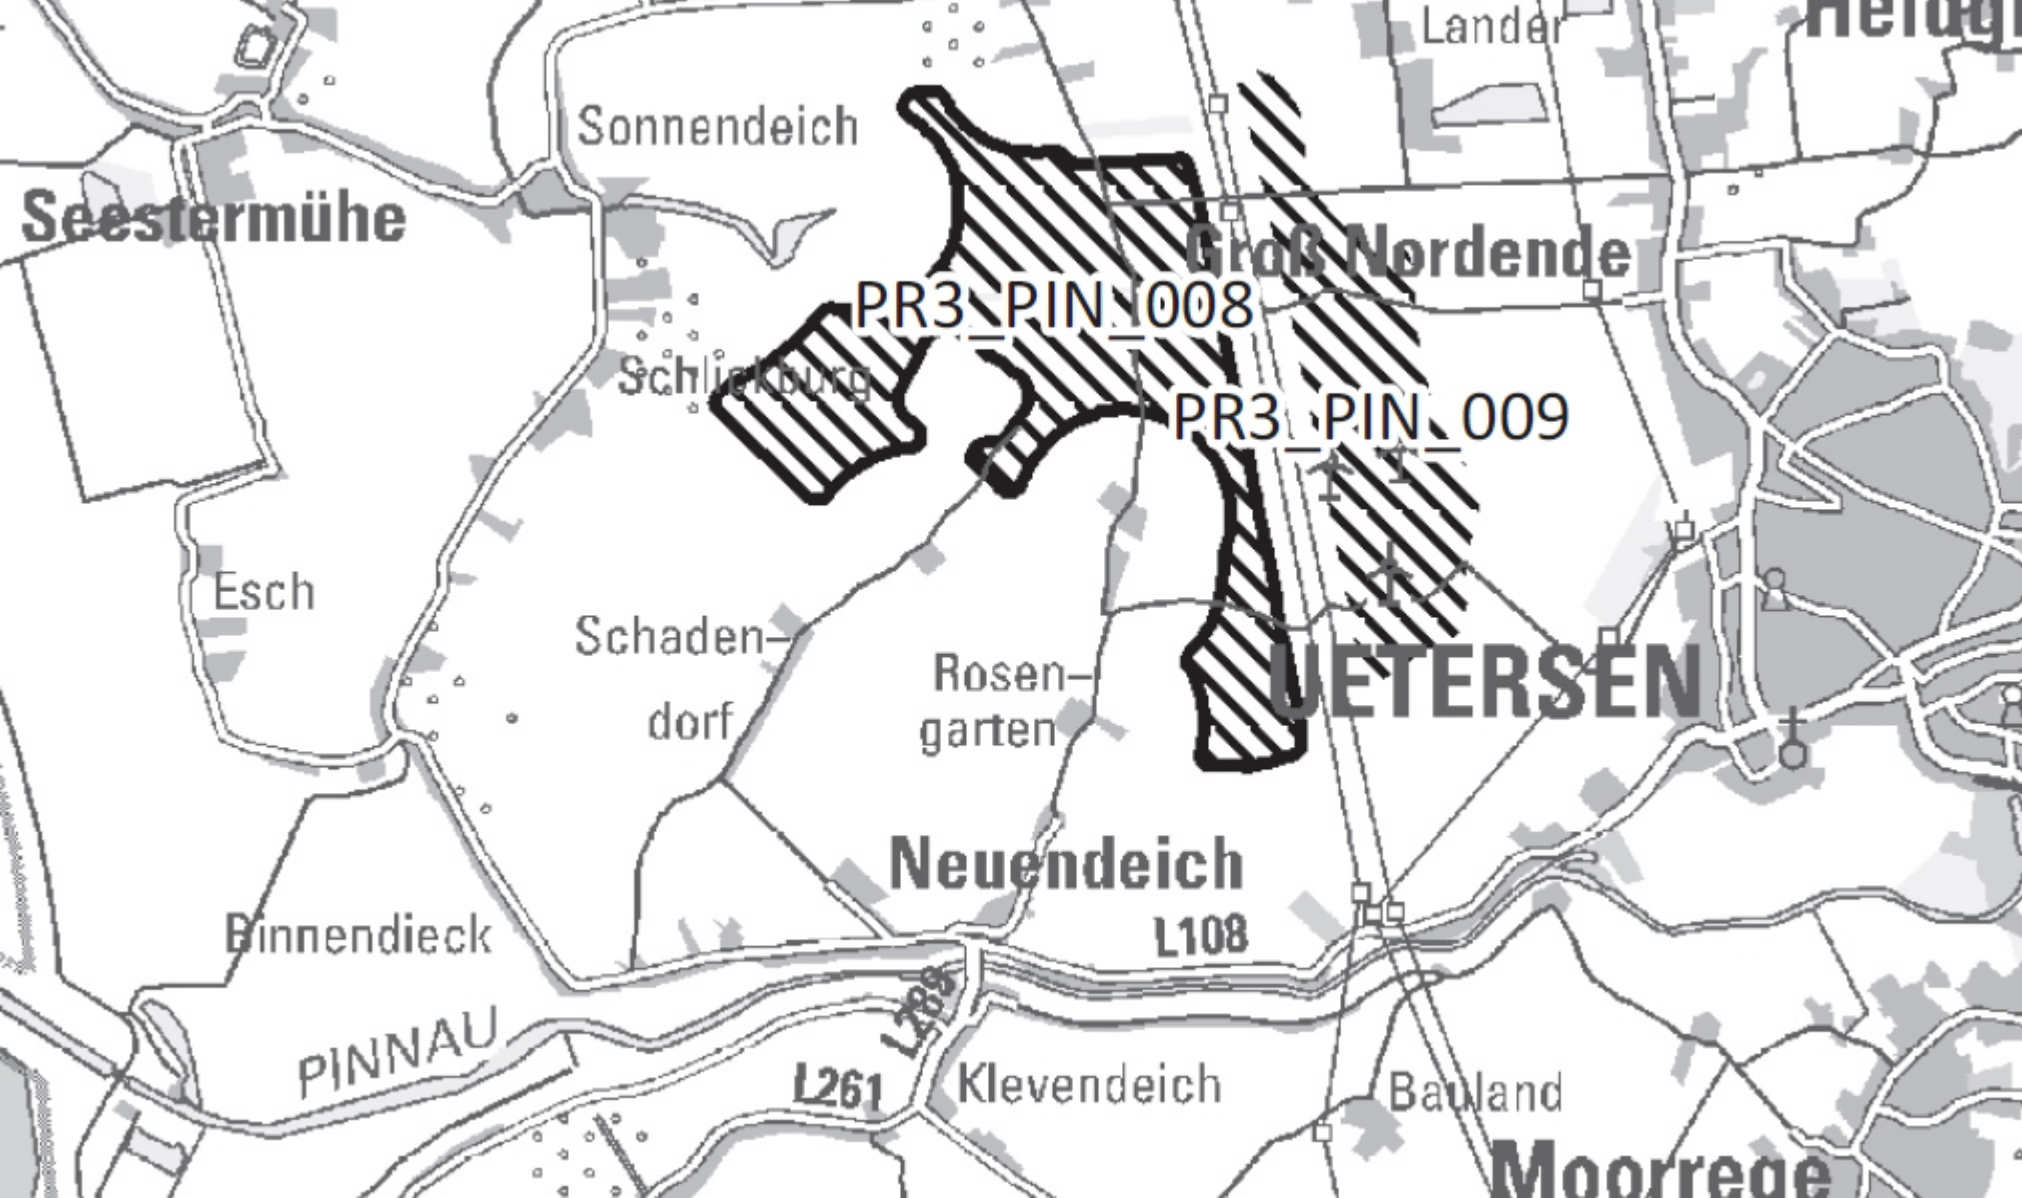 Lander
Heidgr
Sonnendeich
Seestermühe
Groß Nordende
PR3_PIN_008
Schlickburg
PR3_PIN_009
Esch
Schaden–
dorf
Rosen–
garten
UETERSEN
Neuendeich
Binnendieck
L108
L289
PINNAU
L261
Klevendeich
Bauland
Moorrege